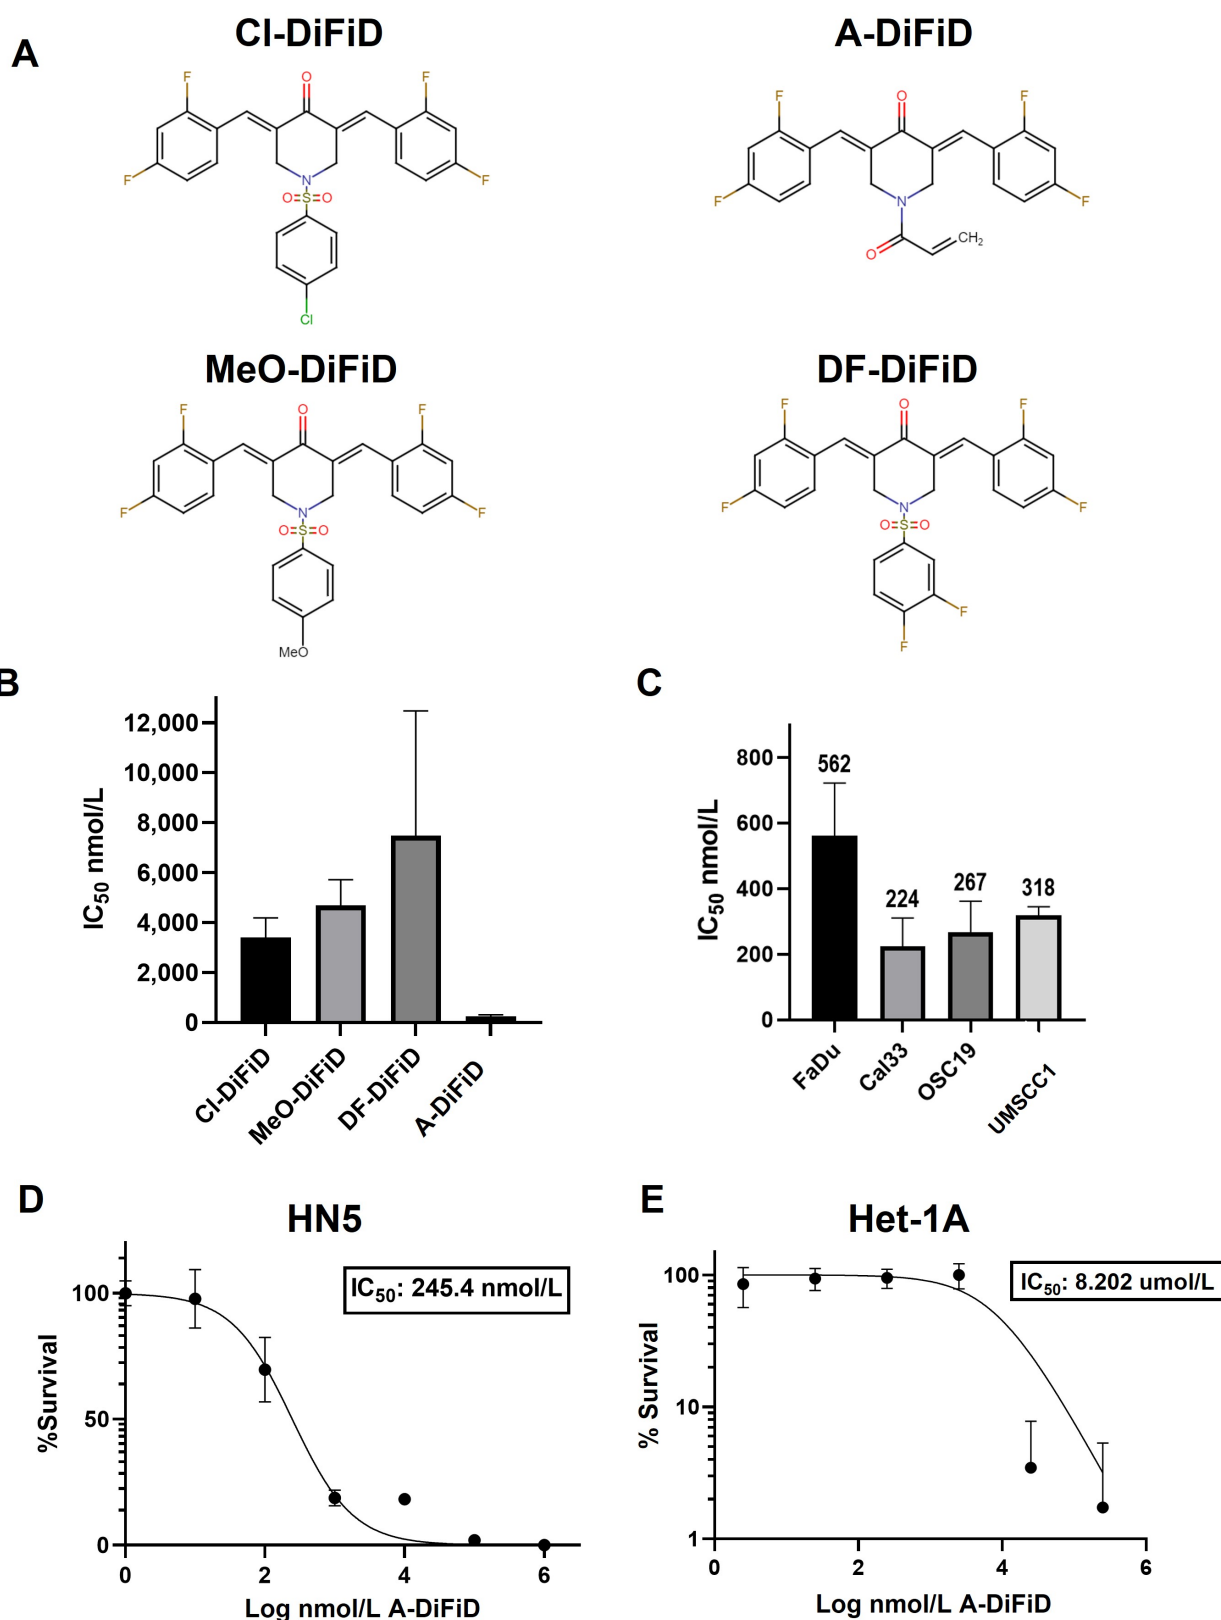 A
Cl-DiFiD
A-DiFiD
F
O
F
F
F
N
O=S=O
Cl
F
O
F
F
F
N
O
CH2
MeO-DiFiD
DF-DiFiD
F
O
F
F
F
N
O=S=O
MeO
F
O
F
F
F
N
O=S=O
F
F
B
IC50 nmol/L
12,000
10,000
8,000
6,000
4,000
2,000
0
Cl-DiFiD
MeO-DiFiD
DF-DiFiD
A-DiFiD
C
IC50 nmol/L
800
600
400
200
0
562
224
267
318
FaDu
Cal33
OSC19
UMSCC1
D
HN5
IC50: 245.4 nmol/L
%Survival
100
50
0
0 2 4 6
Log nmol/L A-DiFiD
E
Het-1A
IC50: 8.202 umol/L
% Survival
100
10
1
0 2 4 6
Log nmol/L A-DiFiD